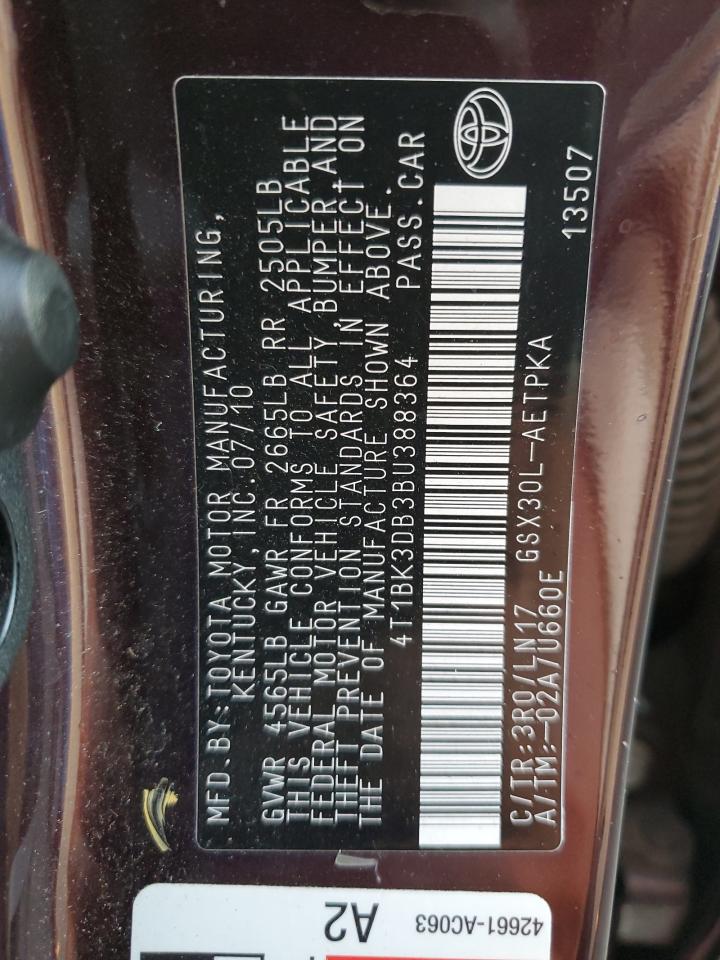 MFD.BY:TOYOTA MOTOR MANUFACTURING,
KENTUCKY, INC.07/10
GVWR 4565LB GAWR FR 2665LB RR 2505LB
THIS VEHICLE CONFORMS TO ALL APPLICABLE
FEDERAL MOTOR VEHICLE SAFETY,BUMPER,AND
THEFT PREVENTION STANDARDS IN EFFECT ON
THE DATE OF MANUFACTURE SHOWN ABOVE.
4T1BK3DB3BU388364 PASS.CAR
C/TR:3R0/LN17 GSX30L-AETPKA
A/TM:-02A/U660E 13507
A2
42661-AC063